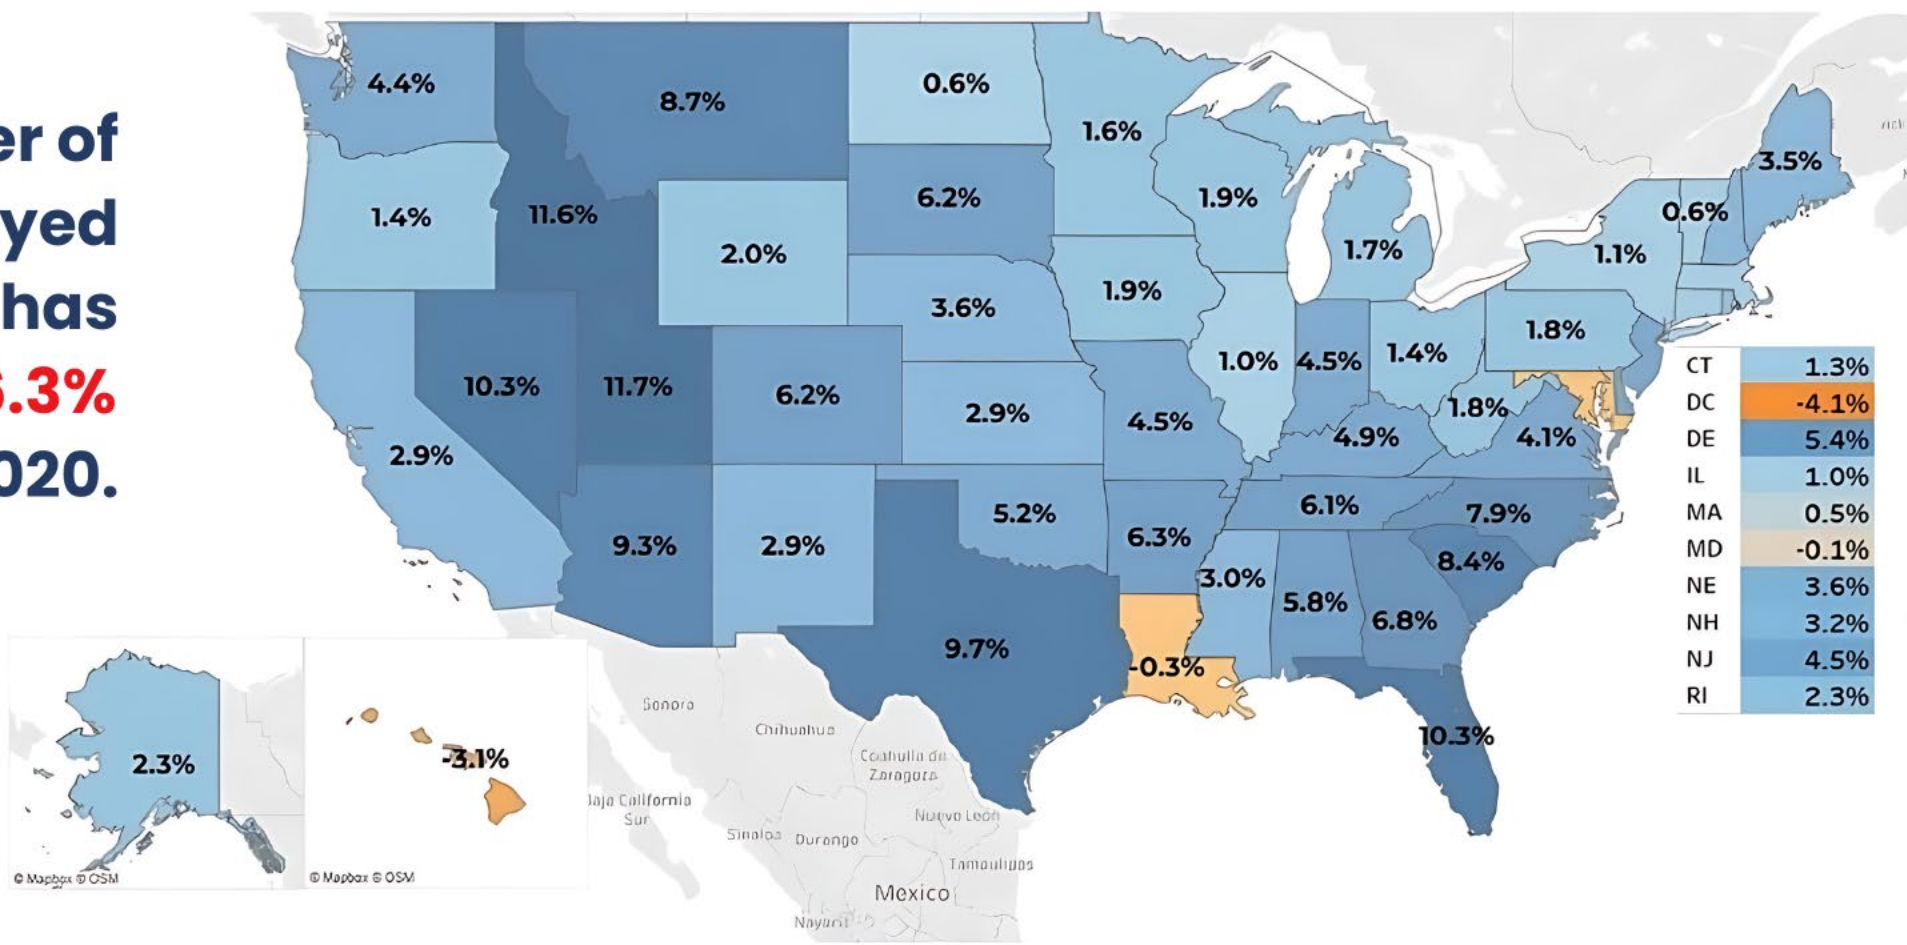 er of
yed
has
6.3%
020.
4.4%
8.7%
0.6%
1.6%
1.4%
11.6%
2.0%
6.2%
1.9%
1.7%
3.5%
0.6%
1.1%
3.6%
1.9%
1.8%
10.3%
11.7%
6.2%
2.9%
1.0%
4.5%
1.4%
1.8%
2.9%
4.5%
4.9%
4.1%
9.3%
2.9%
5.2%
6.3%
6.1%
7.9%
8.4%
3.0%
5.8%
6.8%
9.7%
-0.3%
10.3%
2.3%
-3.1%
CT 1.3%
DC -4.1%
DE 5.4%
IL 1.0%
MA 0.5%
MD -0.1%
NE 3.6%
NH 3.2%
NJ 4.5%
RI 2.3%
Sonora
Chihuahua
Coahuila de
Zaragoza
Baja California
Sur
Sinaloa
Durango
Nuevo León
Tamaulipas
Mexico
Nayarit
© Mapbox © OSM
© Mapbox © OSM